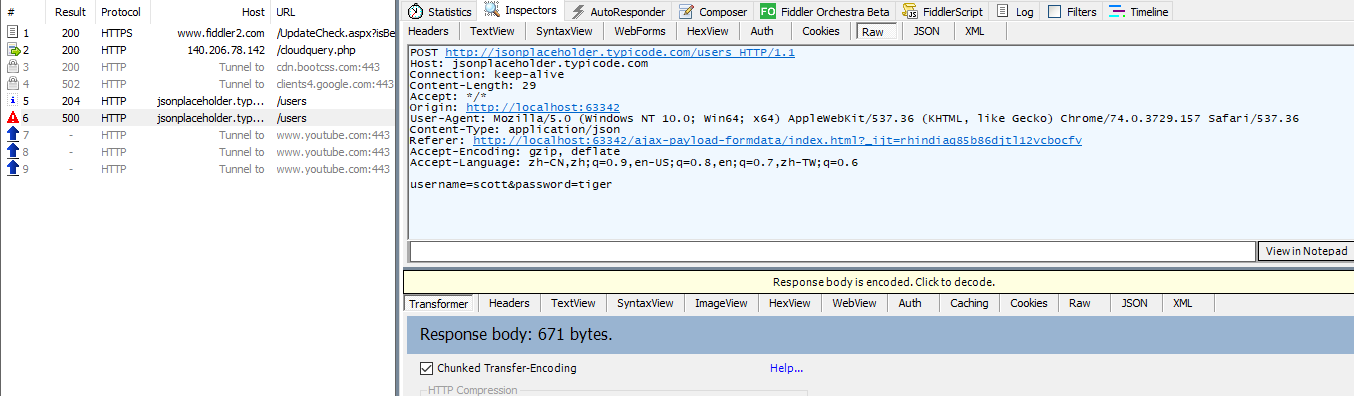 # Result Protocol Host URL
1 200 HTTPS www.fiddler2.com /UpdateCheck.aspx?isBe
2 200 HTTP 140.206.78.142 /cloudquery.php
3 200 HTTP Tunnel to cdn.bootcss.com:443
4 502 HTTP Tunnel to clients4.google.com:443
5 204 HTTP jsonplaceholder.typ... /users
6 500 HTTP jsonplaceholder.typ... /users
7 - HTTP Tunnel to www.youtube.com:443
8 - HTTP Tunnel to www.youtube.com:443
9 - HTTP Tunnel to www.youtube.com:443
Statistics Inspectors AutoResponder Composer FO Fiddler Orchestra Beta JS FiddlerScript Log Filters Timeline
Headers TextView SyntaxView WebForms HexView Auth Cookies Raw JSON XML
POST http://jsonplaceholder.typicode.com/users HTTP/1.1
Host: jsonplaceholder.typicode.com
Connection: keep-alive
Content-Length: 29
Accept: */*
Origin: http://localhost:63342
User-Agent: Mozilla/5.0 (Windows NT 10.0; Win64; x64) AppleWebKit/537.36 (KHTML, like Gecko) Chrome/74.0.3729.157 Safari/537.36
Content-Type: application/json
Referer: http://localhost:63342/ajax-payload-formdata/index.html?_ijt=rhindiaq85b86djtl12vcbocfv
Accept-Encoding: gzip, deflate
Accept-Language: zh-CN,zh;q=0.9,en-US;q=0.8,en;q=0.7,zh-TW;q=0.6
username=scott&password=tiger
View in Notepad
Response body is encoded. Click to decode.
Transformer Headers TextView SyntaxView ImageView HexView WebView Auth Caching Cookies Raw JSON XML
Response body: 671 bytes.
Chunked Transfer-Encoding Help...
HTTP Compression